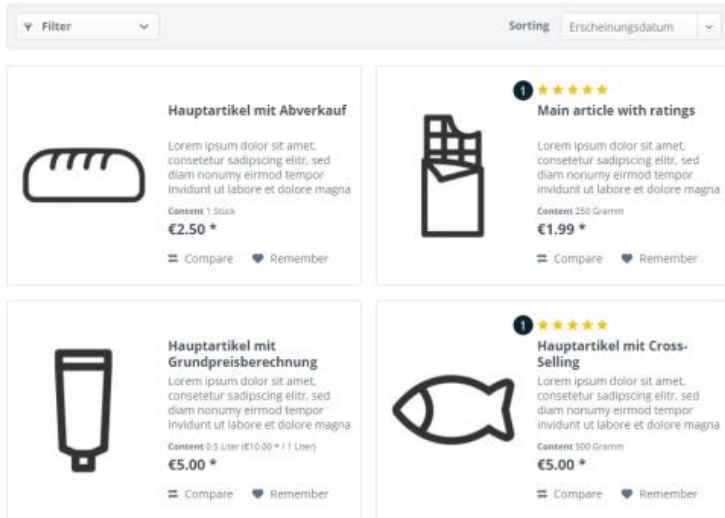 Filter
Sorting Erscheinungsdatum
Hauptartikel mit Abverkauf
Lorem ipsum dolor sit amet,
consetetur sadipscing elitr, sed
diam nonumy eirmod tempor
invidunt ut labore et dolore magna
Content 1 Stück
€2.50 *
Compare Remember
1
Main article with ratings
Lorem ipsum dolor sit amet,
consetetur sadipscing elitr, sed
diam nonumy eirmod tempor
invidunt ut labore et dolore magna
Content 250 Gramm
€1.99 *
Compare Remember
Hauptartikel mit
Grundpreisberechnung
Lorem ipsum dolor sit amet,
consetetur sadipscing elitr, sed
diam nonumy eirmod tempor
invidunt ut labore et dolore magna
Content 0.5 Liter (€10.00 * / 1 Liter)
€5.00 *
Compare Remember
1
Hauptartikel mit Cross-
Selling
Lorem ipsum dolor sit amet,
consetetur sadipscing elitr, sed
diam nonumy eirmod tempor
invidunt ut labore et dolore magna
Content 500 Gramm
€5.00 *
Compare Remember